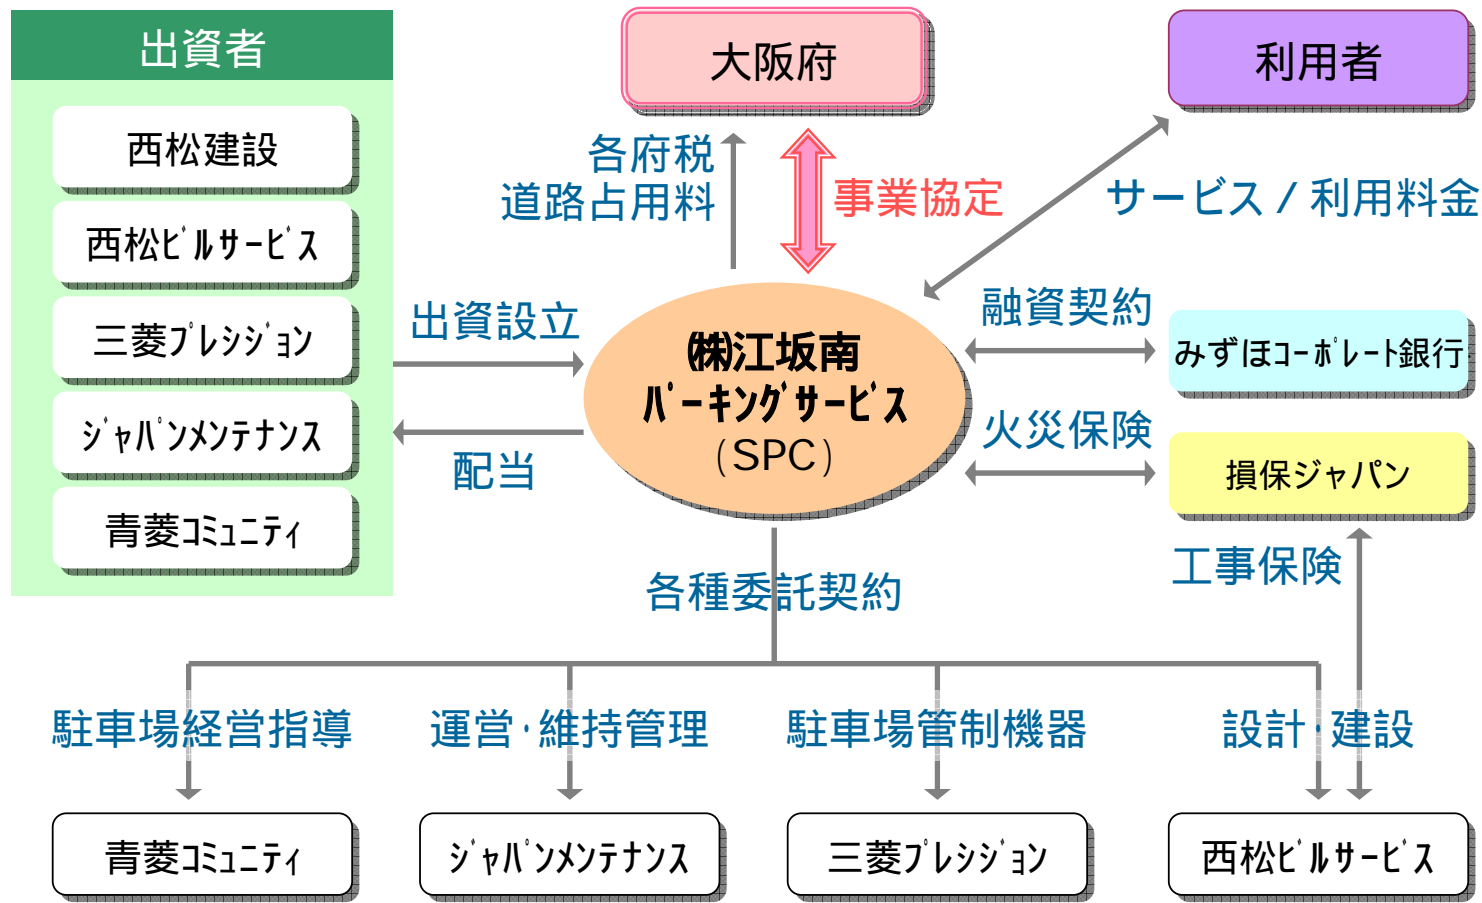 出資者
西松建設
西松ﾋﾞﾙｻｰﾋﾞｽ
三菱ﾌﾟﾚｼｼﾞｮﾝ
ｼﾞｬﾊﾟﾝﾒﾝﾃﾅﾝｽ
青菱ｺﾐｭﾆﾃｨ
大阪府
利用者
各府税
道路占用料
事業協定
サービス / 利用料金
出資設立
配当
㈱江坂南
ﾊﾟｰｷﾝｸﾞｻｰﾋﾞｽ
(SPC)
融資契約
みずほｺｰﾎﾟﾚｰﾄ銀行
火災保険
損保ジャパン
工事保険
各種委託契約
駐車場経営指導
運営・維持管理
駐車場管制機器
設計・建設
青菱ｺﾐｭﾆﾃｨ
ｼﾞｬﾊﾟﾝﾒﾝﾃﾅﾝｽ
三菱ﾌﾟﾚｼｼﾞｮﾝ
西松ﾋﾞﾙｻｰﾋﾞｽ